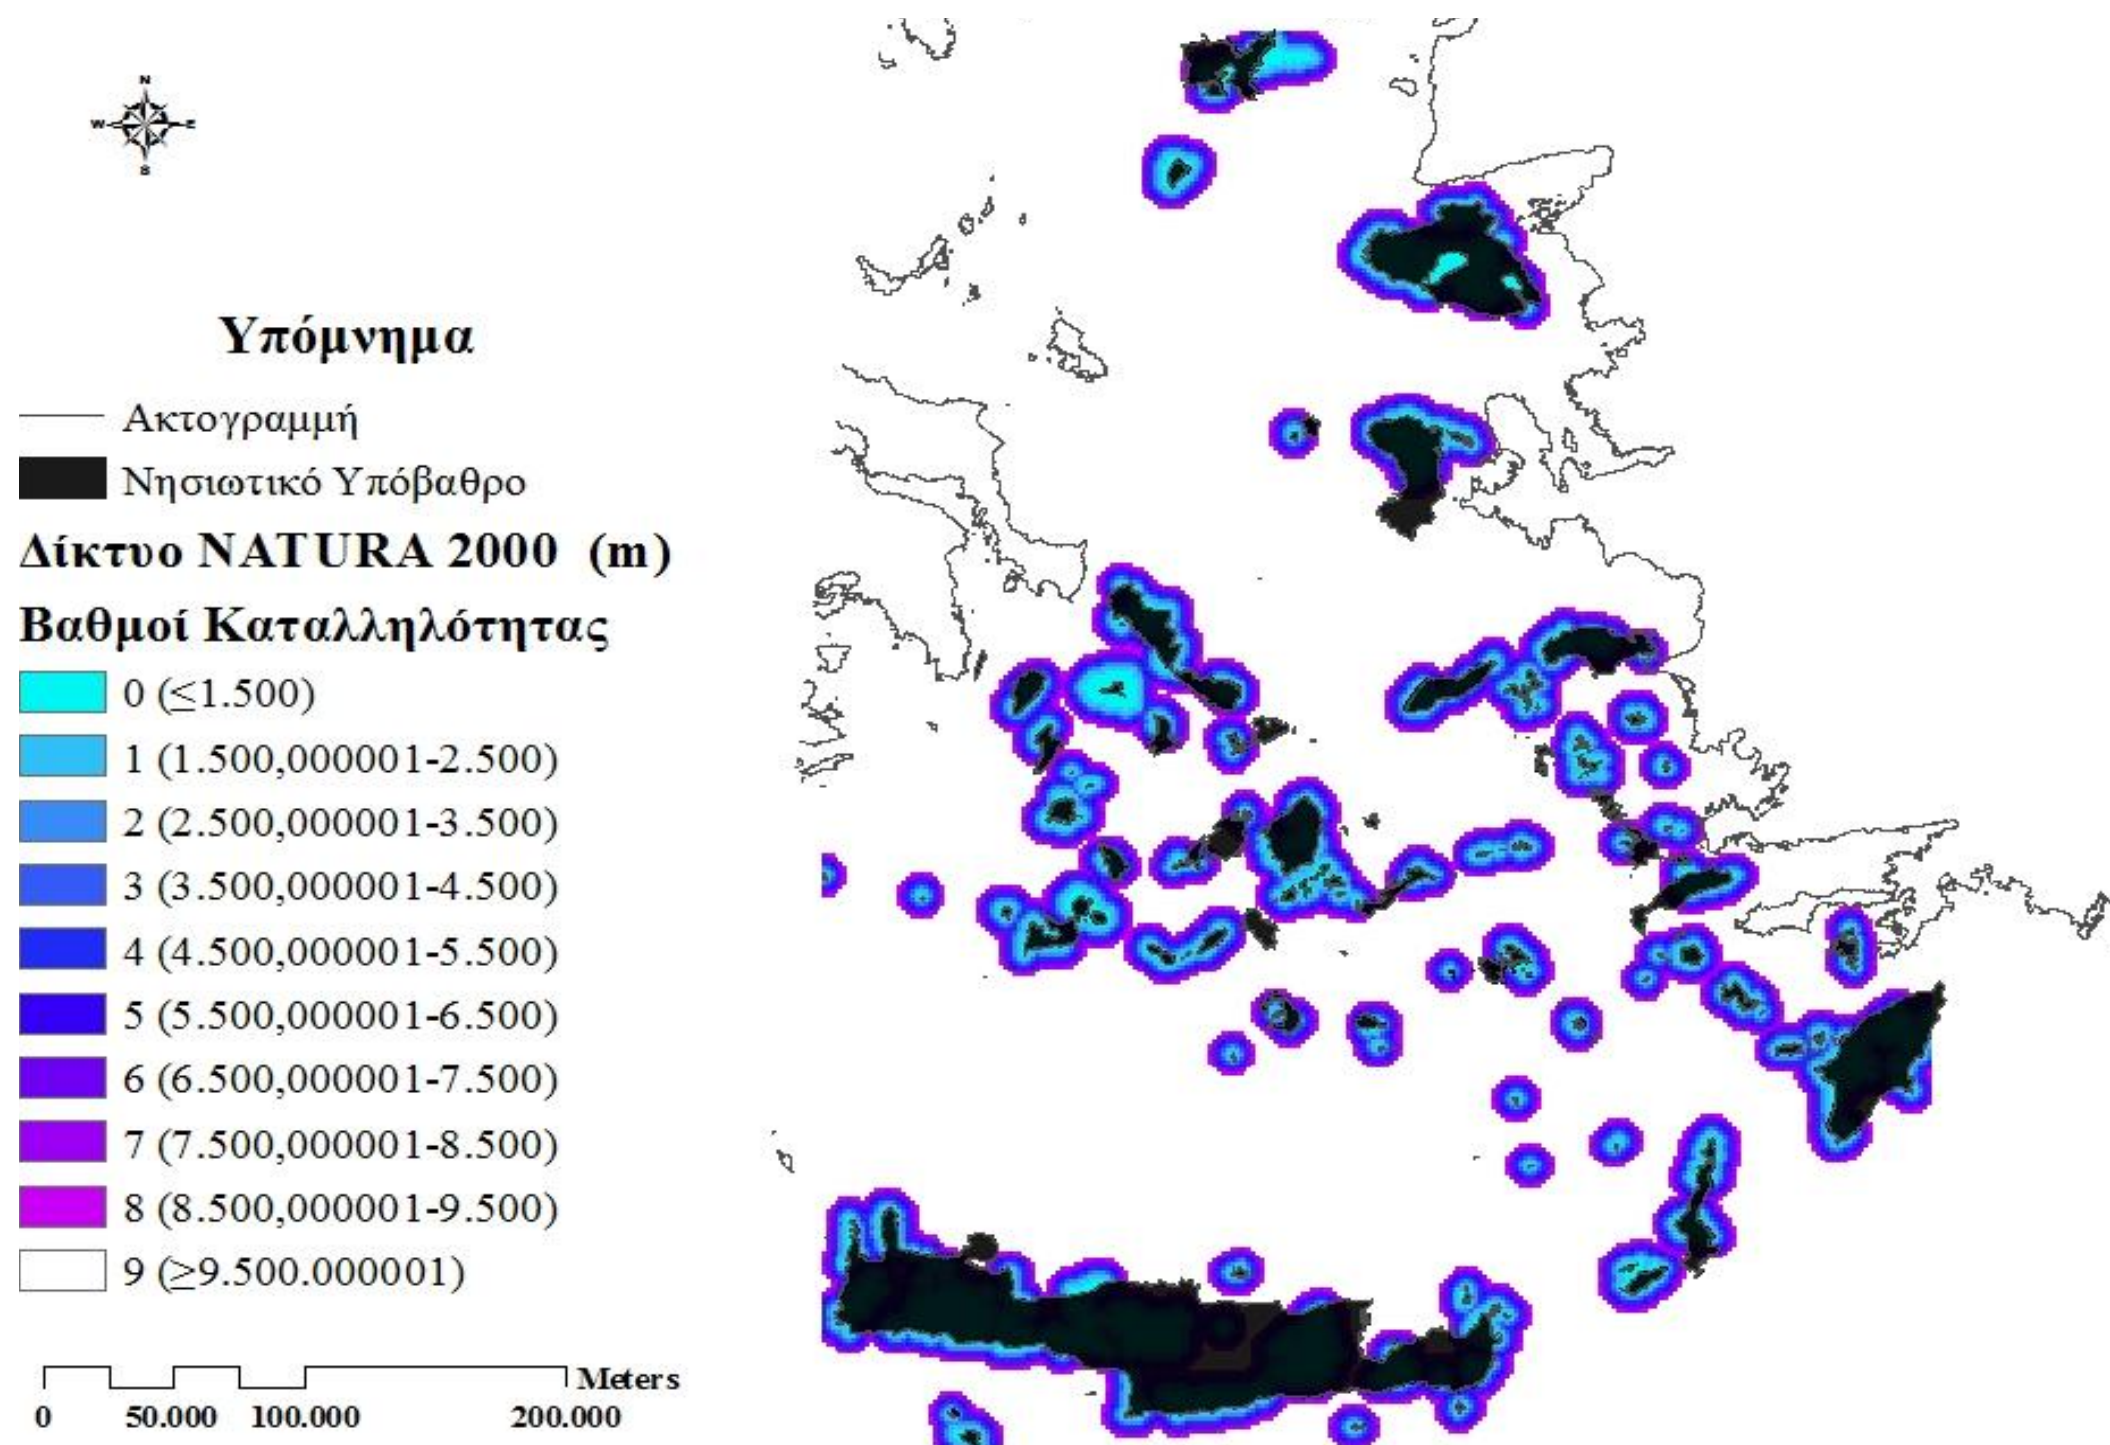 N
W E
S
Υπόμνημα
Ακτογραμμή
Νησιωτικό Υπόβαθρο
Δίκτυο NATURA 2000 (m)
Βαθμοί Καταλληλότητας
0 (≤1.500)
1 (1.500,000001-2.500)
2 (2.500,000001-3.500)
3 (3.500,000001-4.500)
4 (4.500,000001-5.500)
5 (5.500,000001-6.500)
6 (6.500,000001-7.500)
7 (7.500,000001-8.500)
8 (8.500,000001-9.500)
9 (≥9.500.000001)
Meters
0 50.000 100.000 200.000